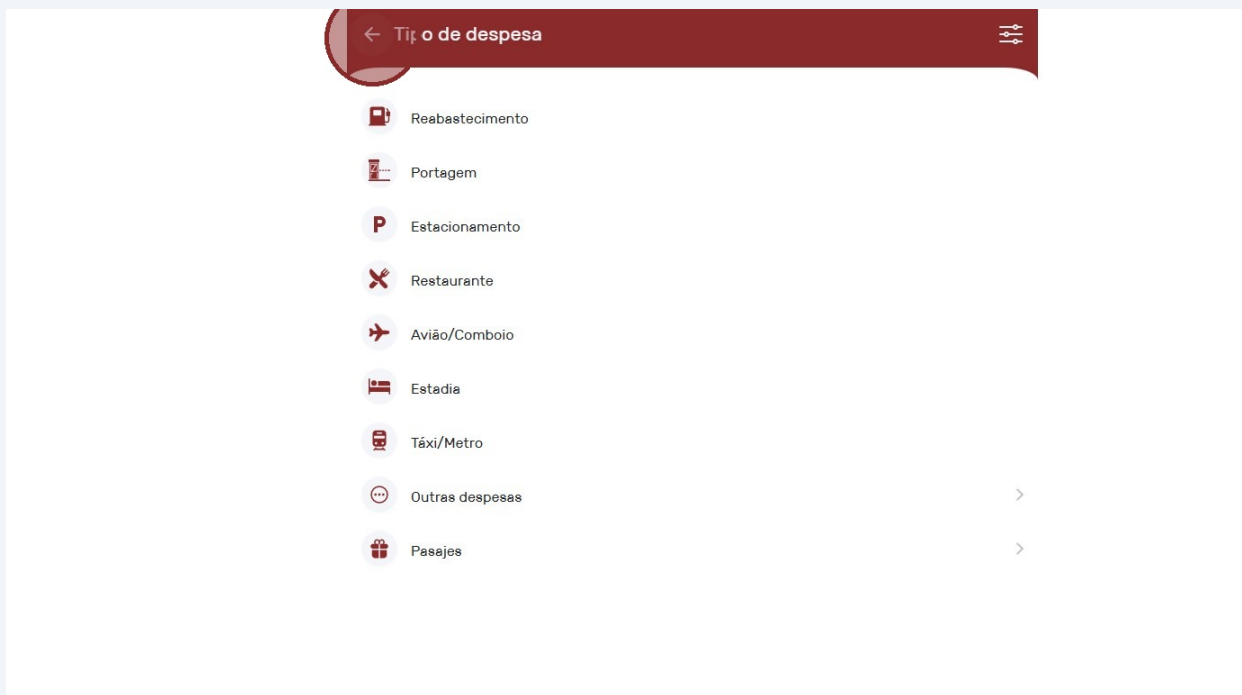 Tipo de despesa
Reabastecimento
Portagem
P
Estacionamento
Restaurante
Avião/Comboio
Estadia
Táxi/Metro
Outras despesas
Pasajes